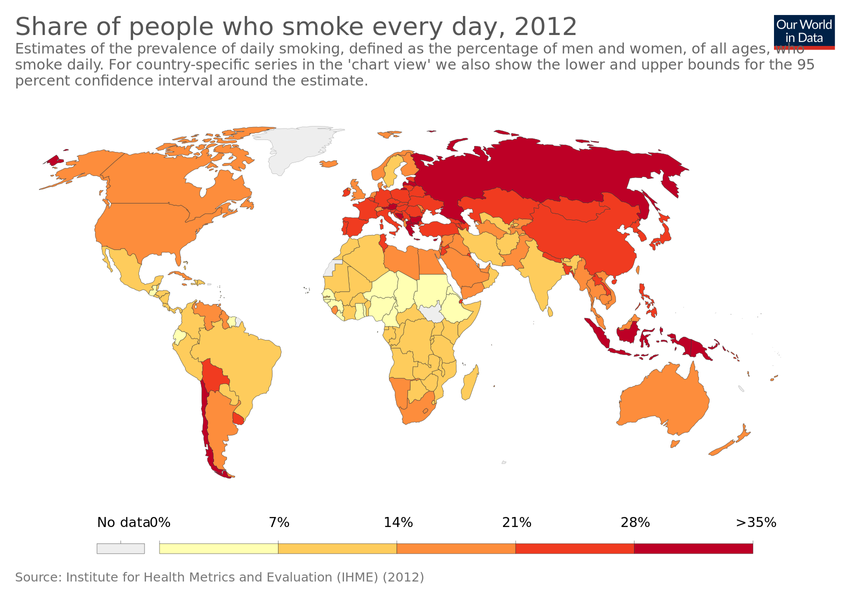 Share of people who smoke every day, 2012
Our World
in Data
Estimates of the prevalence of daily smoking, defined as the percentage of men and women, of all ages, who
smoke daily. For country-specific series in the 'chart view' we also show the lower and upper bounds for the 95
percent confidence interval around the estimate.
No data 0% 7% 14% 21% 28% >35%
Source: Institute for Health Metrics and Evaluation (IHME) (2012)